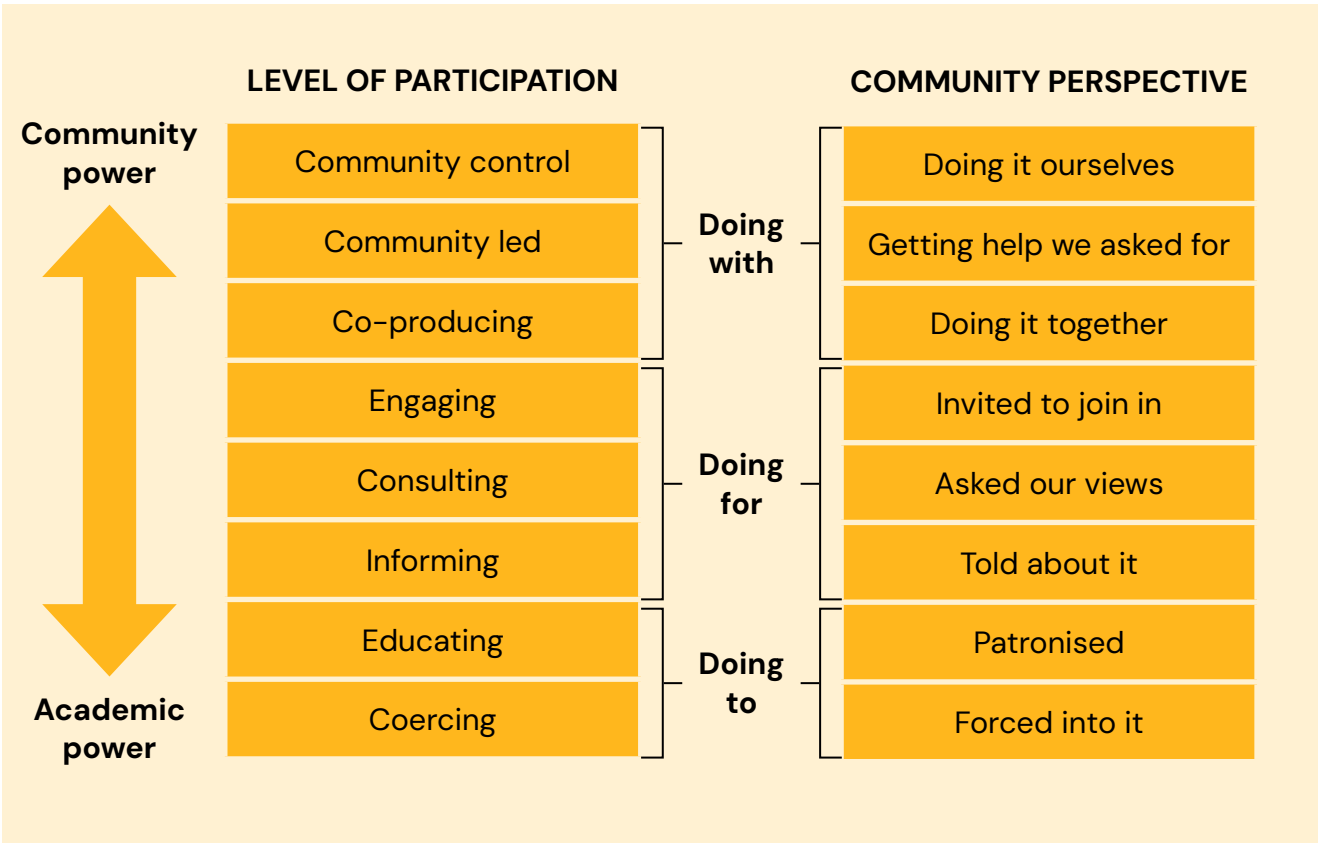 LEVEL OF PARTICIPATION
COMMUNITY PERSPECTIVE
Community
power
Academic
power
Community control
Community led
Co-producing
Engaging
Consulting
Informing
Educating
Coercing
Doing
with
Doing
for
Doing
to
Doing it ourselves
Getting help we asked for
Doing it together
Invited to join in
Asked our views
Told about it
Patronised
Forced into it